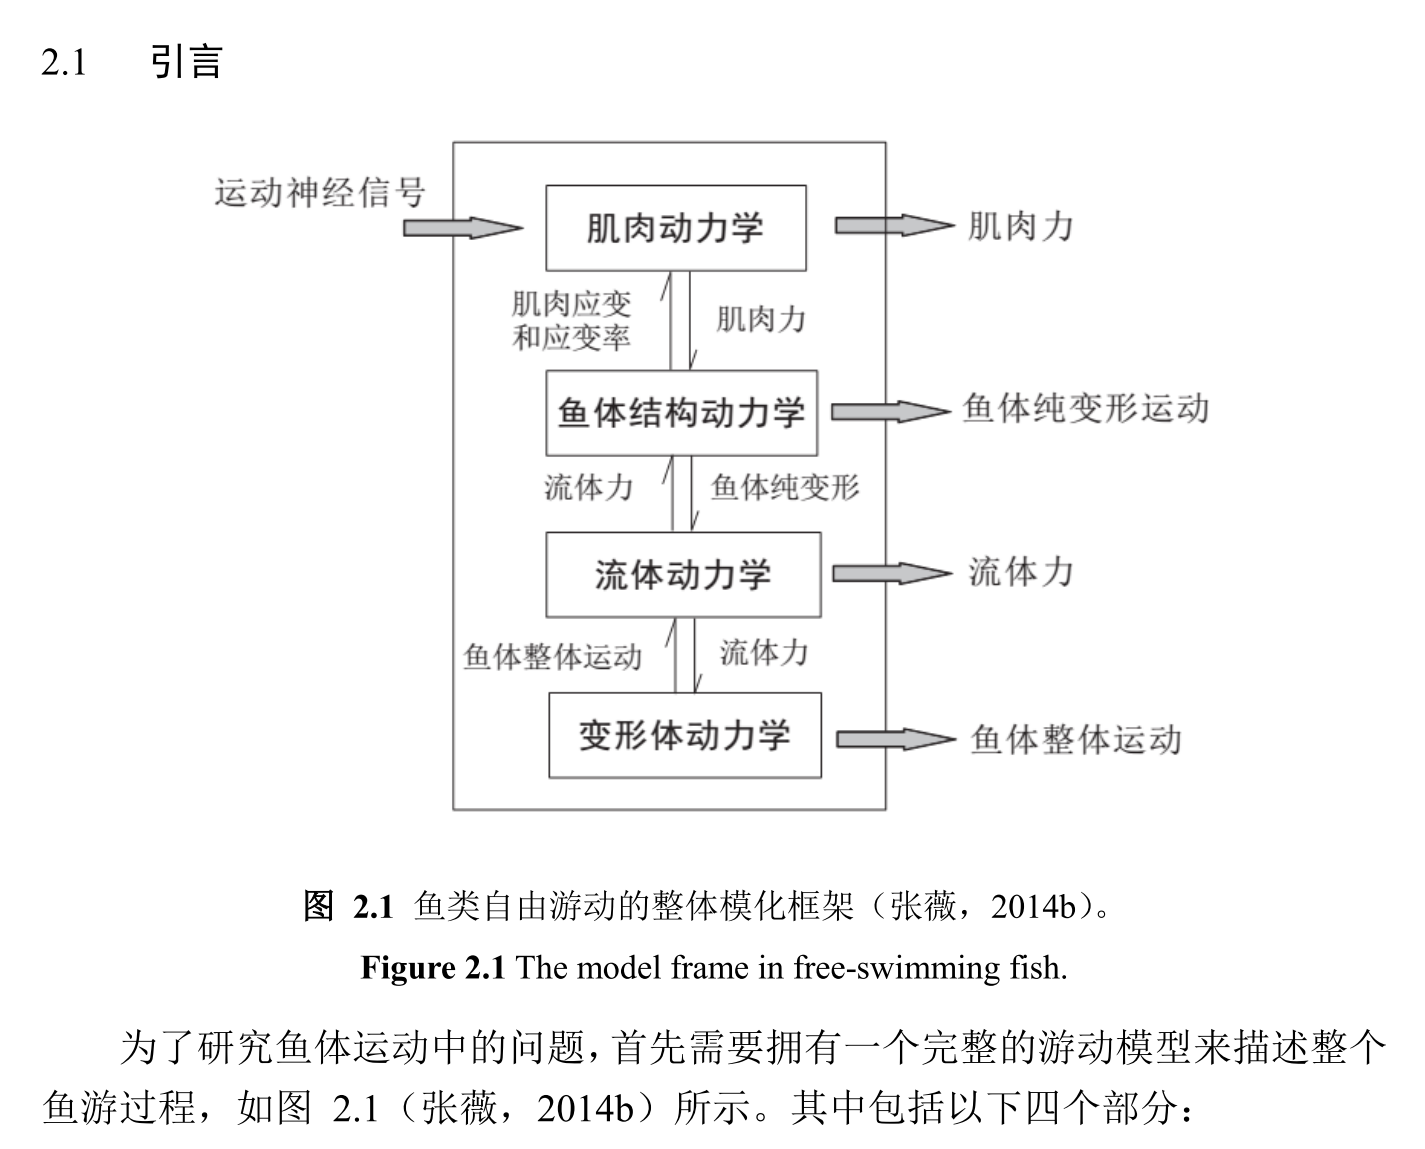 2.1 引言
运动神经信号
肌肉动力学
肌肉力
肌肉应变
和应变率
肌肉力
鱼体结构动力学
鱼体纯变形运动
流体力
鱼体纯变形
流体动力学
流体力
鱼体整体运动
流体力
变形体动力学
鱼体整体运动
图 2.1 鱼类自由游动的整体模化框架（张薇，2014b）。
Figure 2.1 The model frame in free-swimming fish.
为了研究鱼体运动中的问题，首先需要拥有一个完整的游动模型来描述整个
鱼游过程，如图 2.1（张薇，2014b）所示。其中包括以下四个部分：